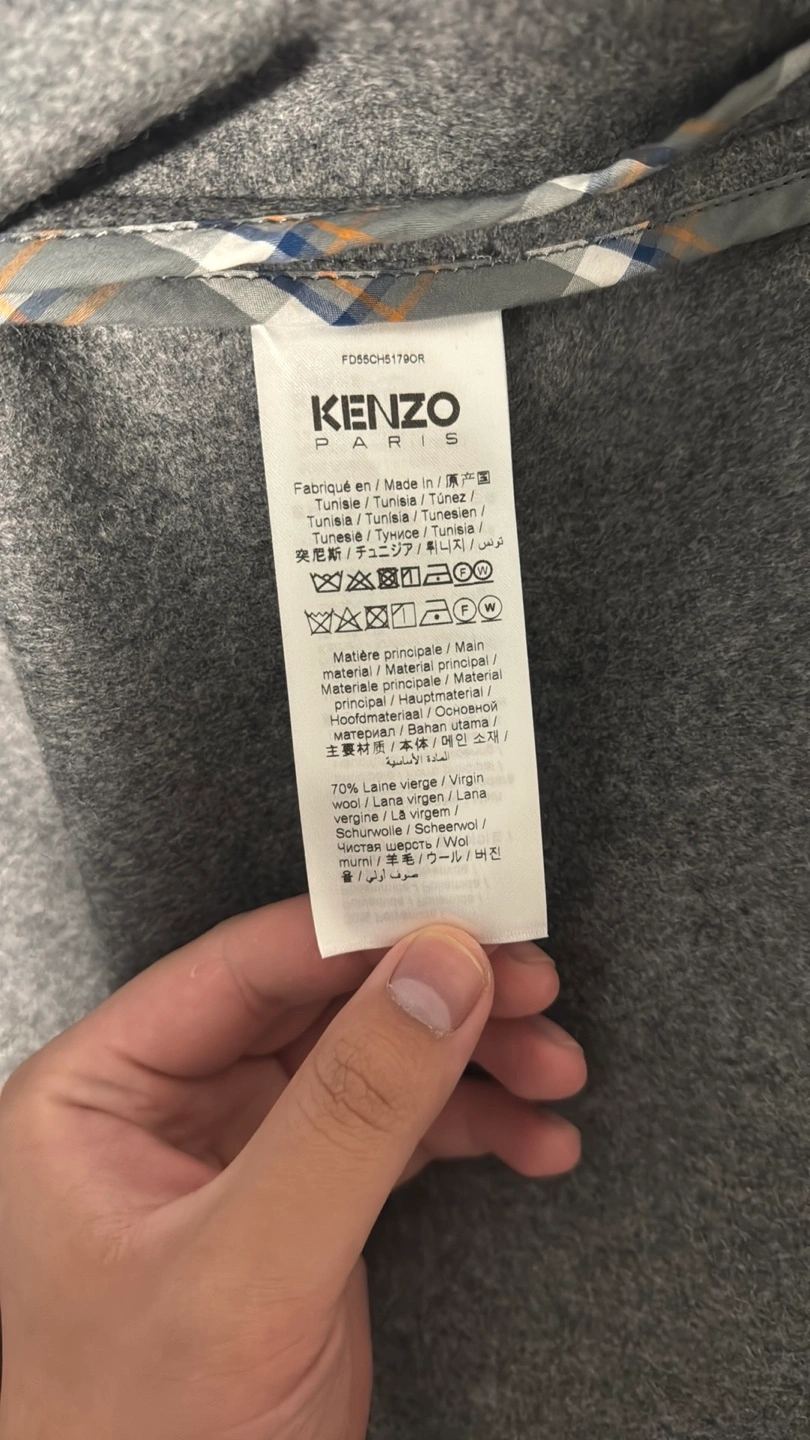 FD55CH5179OR
KENZO
PARIS
Fabriqué en / Made In / 原产国
Tunisie / Tunisia / Túnez /
Tunisia / Tunísia / Tunesien /
Tunesië / Тунисе / Tunisia /
突尼斯 / チュニジア / 튀니지 / تونس
F W
F W
Matière principale / Main
material / Material principal /
Materiale principale / Material
principal / Hauptmaterial /
Hoofdmateriaal / Основной
материал / Bahan utama /
主要材质 / 本体 / 메인 소재 /
المادة الأساسية
70% Laine vierge / Virgin
wool / Lana virgen / Lana
vergine / Lã virgem /
Schurwolle / Scheerwol /
Чистая шерсть / Wol
murni / 羊毛 / ウール / 버진
울 / صوف أولي